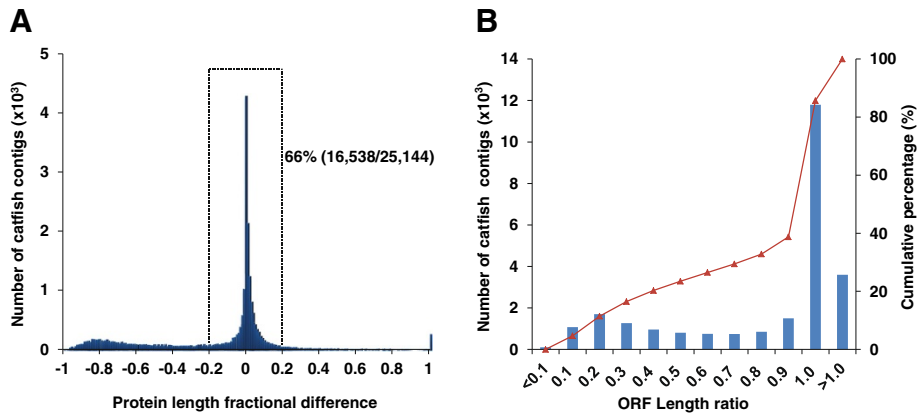 A
B
Number of catfish contigs (x10³)
5
4
3
2
1
0
-1 -0.8 -0.6 -0.4 -0.2 0 0.2 0.4 0.6 0.8 1
Protein length fractional difference
66% (16,538/25,144)
Number of catfish contigs (x10³)
14
12
10
8
6
4
2
0
<0.1 0.1 0.2 0.3 0.4 0.5 0.6 0.7 0.8 0.9 1.0 >1.0
ORF Length ratio
100
80
60
40
20
0
Cumulative percentage (%)